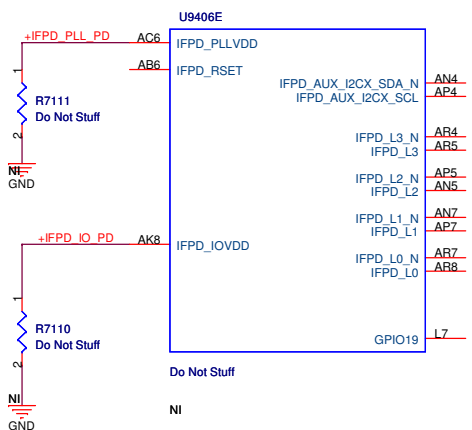 U9406E
+IFPD_PLL_PD
AC6
IFPD_PLLVDD
AB6
IFPD_RSET
1
R7111
Do Not Stuff
2
NI
GND
IFPD_AUX_I2CX_SDA_N
AN4
IFPD_AUX_I2CX_SCL
AP4
IFPD_L3_N
AR4
IFPD_L3
AR5
IFPD_L2_N
AP5
IFPD_L2
AN5
IFPD_L1_N
AN7
IFPD_L1
AP7
+IFPD_IO_PD
AK8
IFPD_IOVDD
IFPD_L0_N
AR7
IFPD_L0
AR8
1
R7110
Do Not Stuff
2
NI
GND
GPIO19
L7
Do Not Stuff
NI